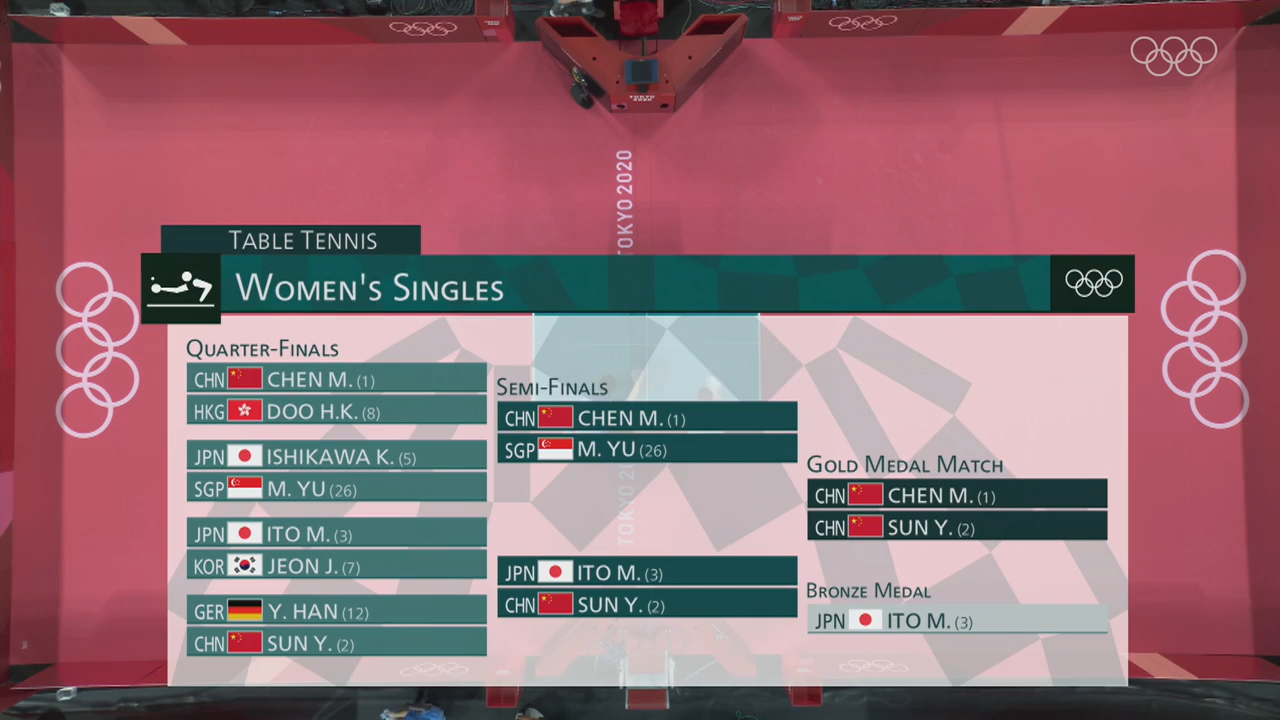 TOKYO 2020
TOKYO 2020
TABLE TENNIS
WOMEN'S SINGLES
QUARTER-FINALS
CHN CHEN M. (1)
HKG DOO H.K. (8)
JPN ISHIKAWA K. (5)
SGP M. YU (26)
JPN ITO M. (3)
KOR JEON J. (7)
GER Y. HAN (12)
CHN SUN Y. (2)
SEMI-FINALS
CHN CHEN M. (1)
SGP M. YU (26)
JPN ITO M. (3)
CHN SUN Y. (2)
GOLD MEDAL MATCH
CHN CHEN M. (1)
CHN SUN Y. (2)
BRONZE MEDAL
JPN ITO M. (3)